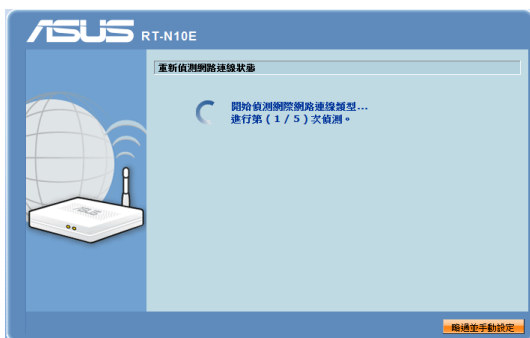 ASUS RT-N10E
重新偵測網路連線狀態
開始偵測網際網路連線類型...
進行第 ( 1 / 5 ) 次偵測。
ASUS
略過並手動設定